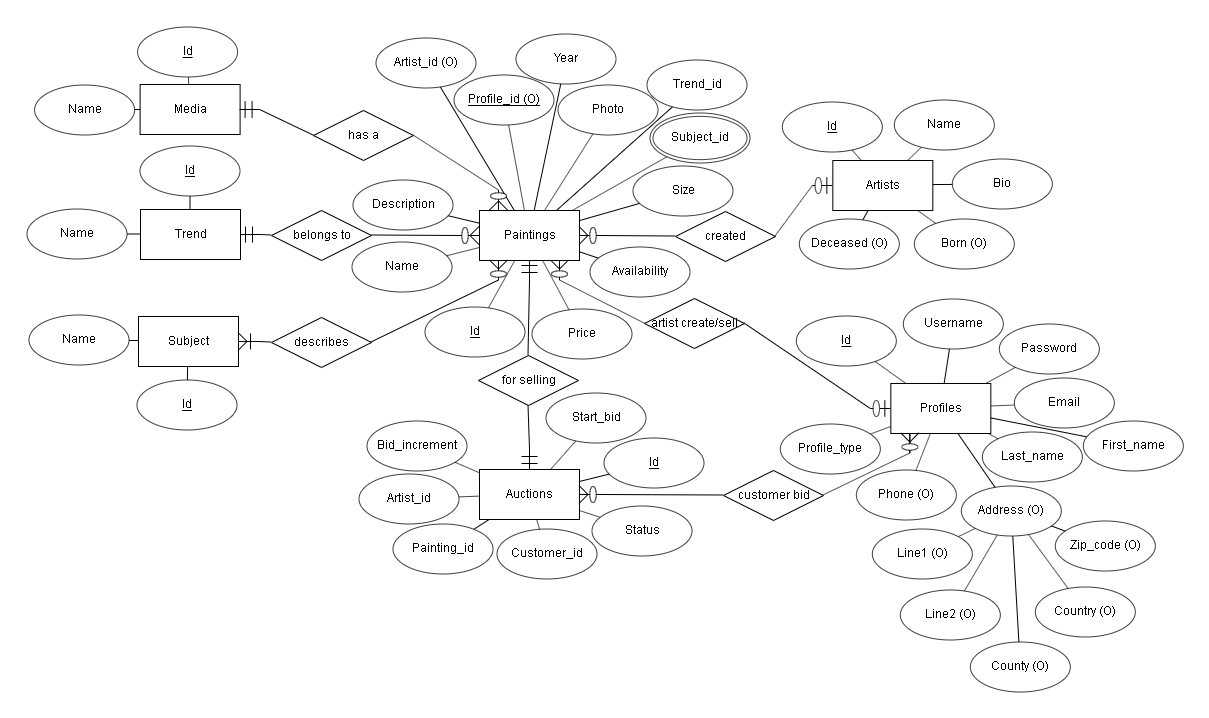 Id
Name
Media
has a
Artist_id (O)
Profile_id (O)
Year
Photo
Trend_id
Subject_id
Size
Description
Paintings
Name
Id
Price
Availability
Id
Name
Trend
belongs to
created
Id
Name
Artists
Bio
Deceased (O)
Born (O)
Name
Subject
describes
Id
artist create/sell
for selling
Id
Username
Password
Profiles
Email
First_name
Last_name
Profile_type
Phone (O)
Address (O)
Zip_code (O)
Line1 (O)
Line2 (O)
Country (O)
County (O)
Start_bid
Bid_increment
Id
Artist_id
Auctions
Status
Painting_id
Customer_id
customer bid